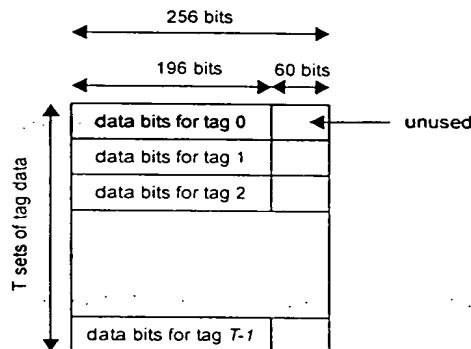 256 bits
196 bits 60 bits
data bits for tag 0 unused
data bits for tag 1
data bits for tag 2
T sets of tag data
data bits for tag T-1